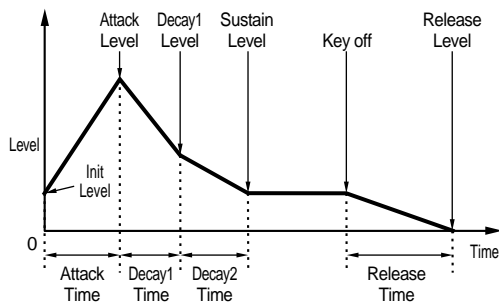 Attack
Level
Decay1
Level
Sustain
Level
Key off
Release
Level
Level
Init
Level
0
Time
Attack
Time
Decay1
Time
Decay2
Time
Release
Time